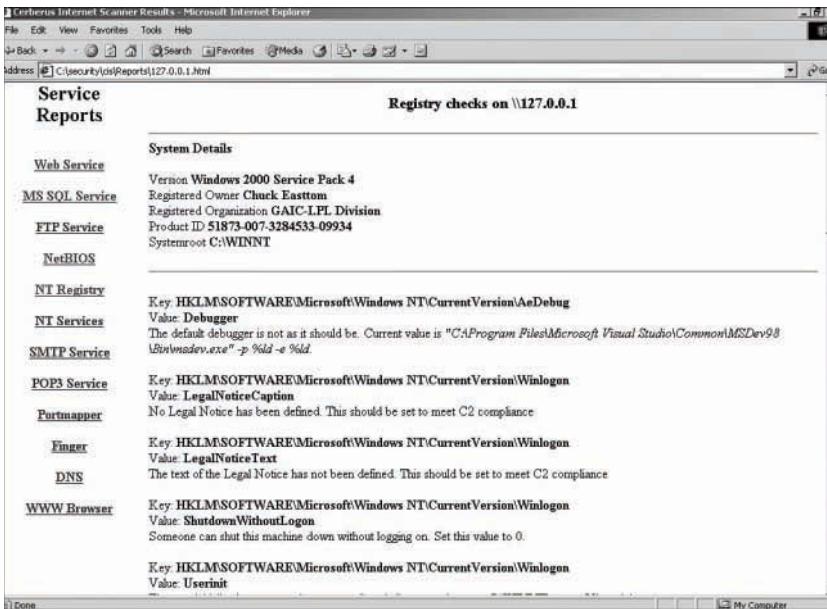 Cerberus Internet Scanner Results - Microsoft Internet Explorer
File Edit View Favorites Tools Help
Back Search Favorites Media
Address C:\security\cis\Reports\127.0.0.1.html
Service
Reports
Web Service
MS SQL Service
FTP Service
NetBIOS
NT Registry
NT Services
SMTP Service
POP3 Service
Portmapper
Finger
DNS
WWW Browser
Registry checks on \\127.0.0.1
System Details
Version Windows 2000 Service Pack 4
Registered Owner Chuck Easttom
Registered Organization GAIC-LPL Division
Product ID 51873-007-3284533-09934
Systemroot C:\WINNT
Key: HKLM\SOFTWARE\Microsoft\Windows NT\CurrentVersion\AeDebug
Value: Debugger
The default debugger is not as it should be. Current value is "C:\Program Files\Microsoft Visual Studio\Common\MSDev98
\Bin\msdev.exe" -p %ld -e %ld.
Key: HKLM\SOFTWARE\Microsoft\Windows NT\CurrentVersion\Winlogon
Value: LegalNoticeCaption
No Legal Notice has been defined. This should be set to meet C2 compliance
Key: HKLM\SOFTWARE\Microsoft\Windows NT\CurrentVersion\Winlogon
Value: LegalNoticeText
The text of the Legal Notice has not been defined. This should be set to meet C2 compliance
Key: HKLM\SOFTWARE\Microsoft\Windows NT\CurrentVersion\Winlogon
Value: ShutdownWithoutLogon
Someone can shut this machine down without logging on. Set this value to 0.
Key: HKLM\SOFTWARE\Microsoft\Windows NT\CurrentVersion\Winlogon
Value: Userinit
Done
My Computer